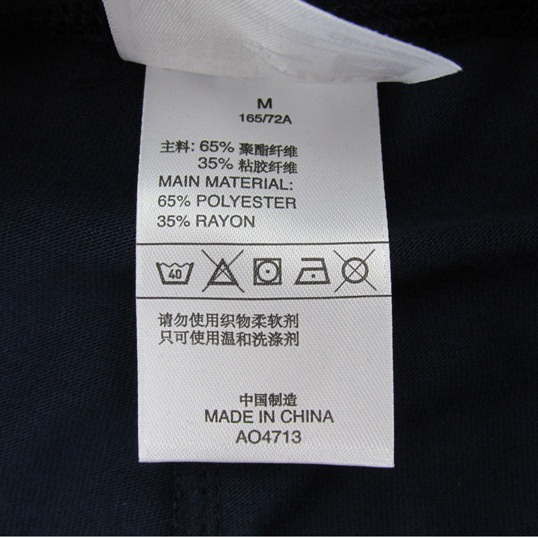 M
165/72A
主料: 65% 聚酯纤维
35% 粘胶纤维
MAIN MATERIAL:
65% POLYESTER
35% RAYON
40
请勿使用织物柔软剂
只可使用温和洗涤剂
中国制造
MADE IN CHINA
AO4713